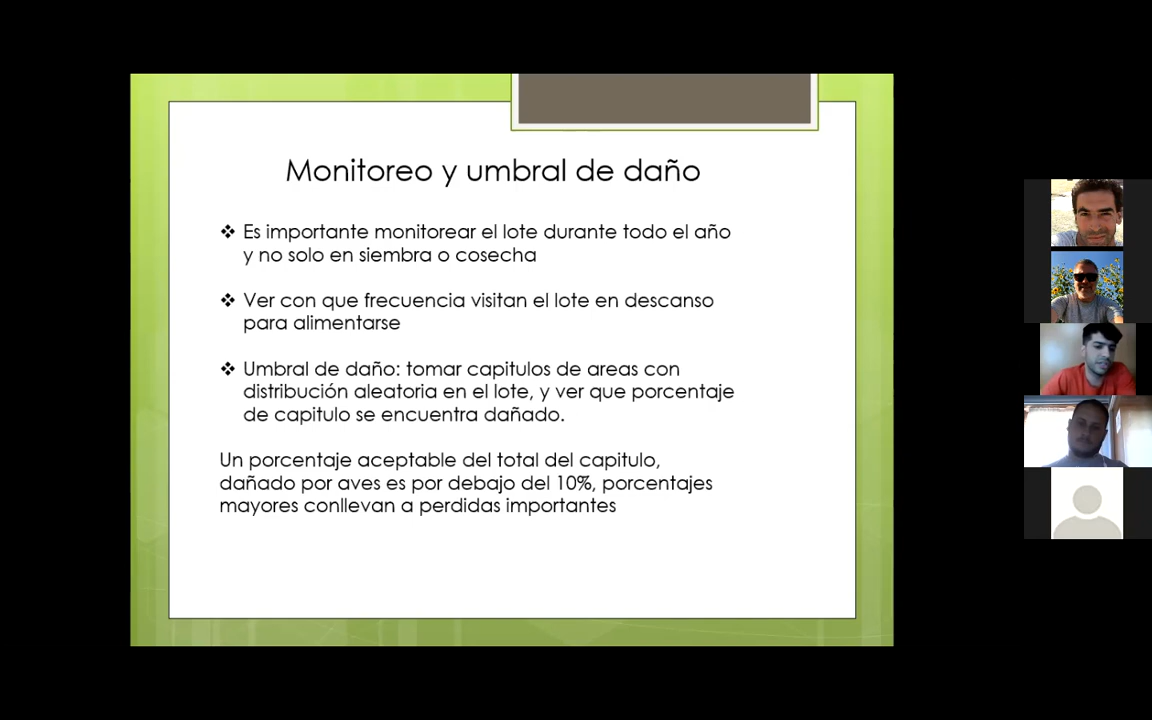 Monitoreo y umbral de daño
❖ Es importante monitorear el lote durante todo el año
y no solo en siembra o cosecha
❖ Ver con que frecuencia visitan el lote en descanso
para alimentarse
❖ Umbral de daño: tomar capitulos de areas con
distribución aleatoria en el lote, y ver que porcentaje
de capitulo se encuentra dañado.
Un porcentaje aceptable del total del capitulo,
dañado por aves es por debajo del 10%, porcentajes
mayores conllevan a perdidas importantes